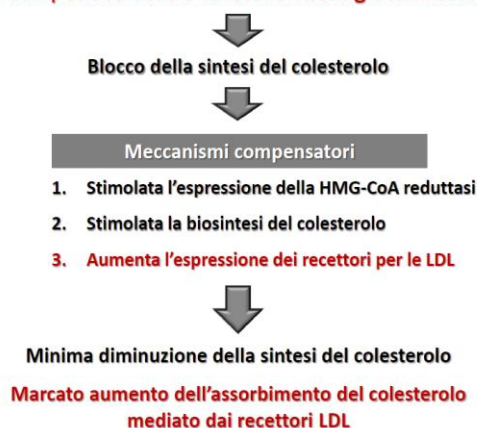 Blocco della sintesi del colesterolo
Meccanismi compensatori
1. Stimolata l'espressione della HMG-CoA reduttasi
2. Stimolata la biosintesi del colesterolo
3. Aumenta l'espressione dei recettori per le LDL
Minima diminuzione della sintesi del colesterolo
Marcato aumento dell'assorbimento del colesterolo
mediato dai recettori LDL